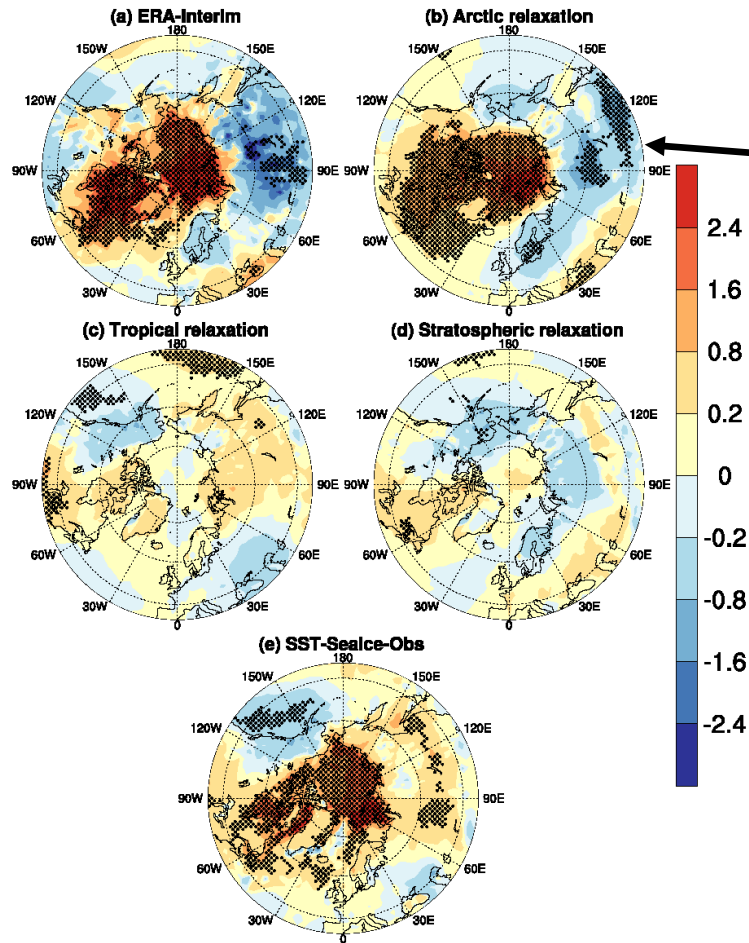 (a) ERA-Interim
180
150W 150E
120W 120E
90W 90E
60W 60E
30W 30E
0
(b) Arctic relaxation
180
150W 150E
120W 120E
90W 90E
60W 60E
30W 30E
0
(c) Tropical relaxation
180
150W 150E
120W 120E
90W 90E
60W 60E
30W 30E
0
(d) Stratospheric relaxation
180
150W 150E
120W 120E
90W 90E
60W 60E
30W 30E
0
(e) SST-SeaIce-Obs
180
150W 150E
120W 120E
90W 90E
60W 60E
30W 30E
0
2.4
1.6
0.8
0.2
0
-0.2
-0.8
-1.6
-2.4